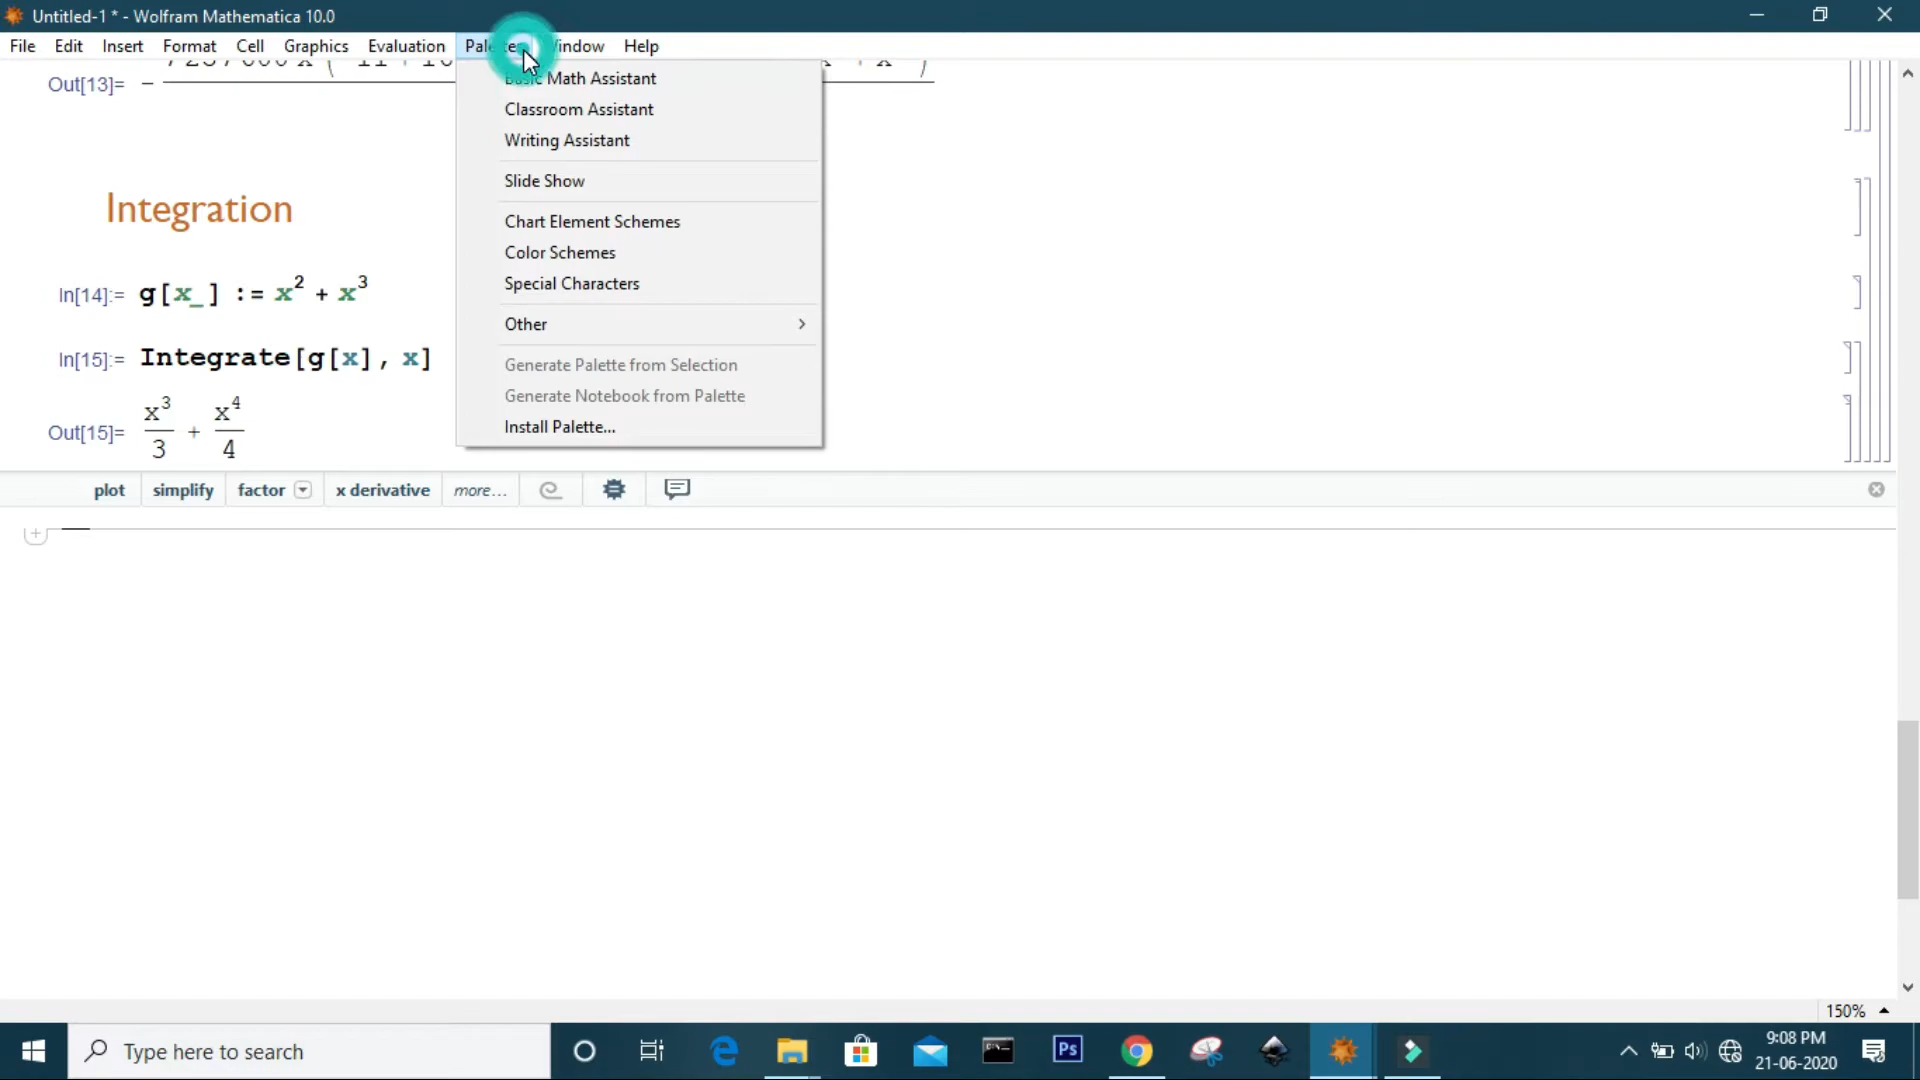 Untitled-1 * - Wolfram Mathematica 10.0
File Edit Insert Format Cell Graphics Evaluation Help
Out[13]= −
Basic Math Assistant
Classroom Assistant
Writing Assistant
Slide Show
Chart Element Schemes
Color Schemes
Special Characters
Other
Generate Palette from Selection
Generate Notebook from Palette
Install Palette...
Integration
In[14]:= g[x_] := x² + x³
In[15]:= Integrate[g[x], x]
Out[15]= x³/3 + x⁴/4
plot simplify factor x derivative more...
150%
Type here to search
Ps
9:08 PM
21-06-2020